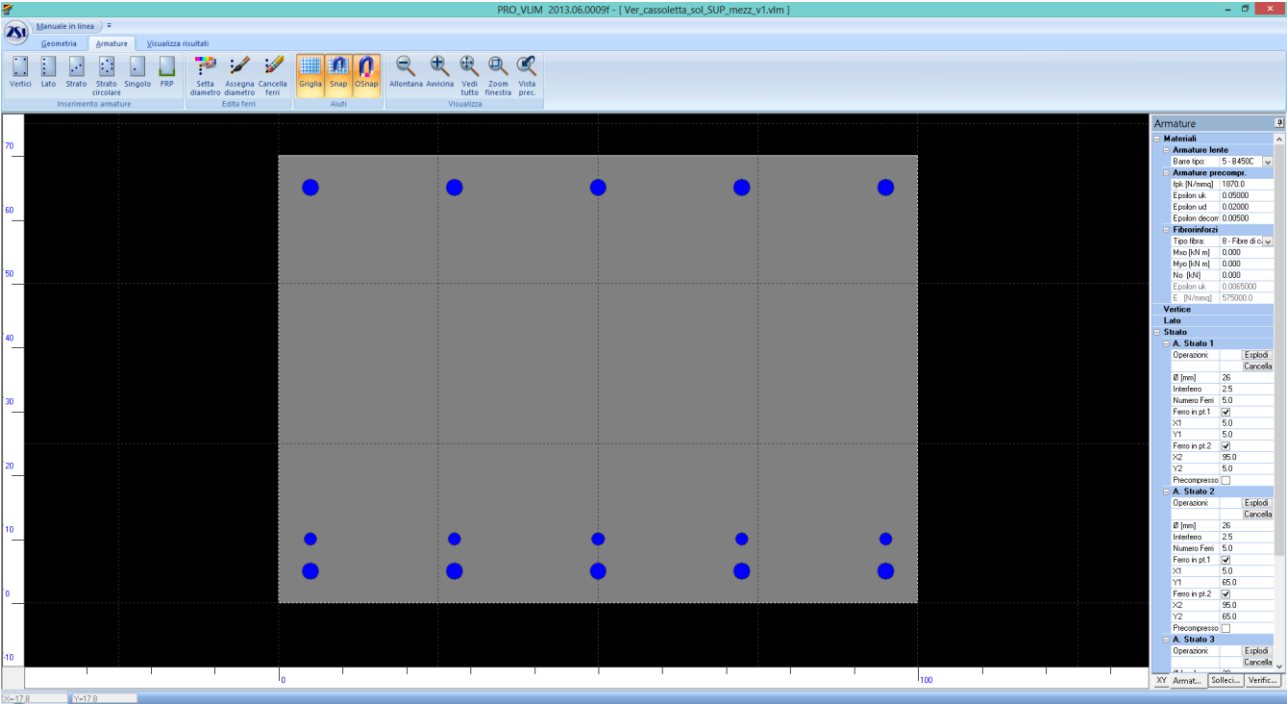 PRO_VLIM 2013.06.0009f - [ Ver_cassoletta_sol_SUP_mezz_v1.vlm ]
2SI
Manuale in linea
Geometria Armature Visualizza risultati
Vertici Lato Strato Strato circolare Singolo FRP
Setta diametro Assegna diametro Cancella ferri
Griglia Snap OSnap
Allontana Avvicina Vedi tutto Zoom finestra Vista prec.
Inserimento armature Edita ferri Aiuti Visualizza
Armature
Materiali
Armature lente
Barre tipo: 5 - B450C
Armature precompr.
fpk [N/mmq] 1870.0
Epsilon uk 0.05000
Epsilon ud 0.02000
Epsilon decom 0.00500
Fibrorinforzi
Tipo fibra: 8 - Fibre di c
Mxo [kN m] 0.000
Myo [kN m] 0.000
No [kN] 0.000
Epsilon uk 0.0065000
E [N/mmq] 575000.0
Vertice
Lato
Strato
A. Strato 1
Operazioni: Esplodi
Cancella
Ø [mm] 26
Interferro 2.5
Numero Ferri 5.0
Ferro in pt.1
X1 5.0
Y1 5.0
Ferro in pt.2
X2 95.0
Y2 5.0
Precompresso
A. Strato 2
Operazioni: Esplodi
Cancella
Ø [mm] 26
Interferro 2.5
Numero Ferri 5.0
Ferro in pt.1
X1 5.0
Y1 65.0
Ferro in pt.2
X2 95.0
Y2 65.0
Precompresso
A. Strato 3
Operazioni: Esplodi
Cancella
XY Armat... Solleci... Verific...
70
60
50
40
30
20
10
0
-10
0 100
X=17.8 Y=17.8